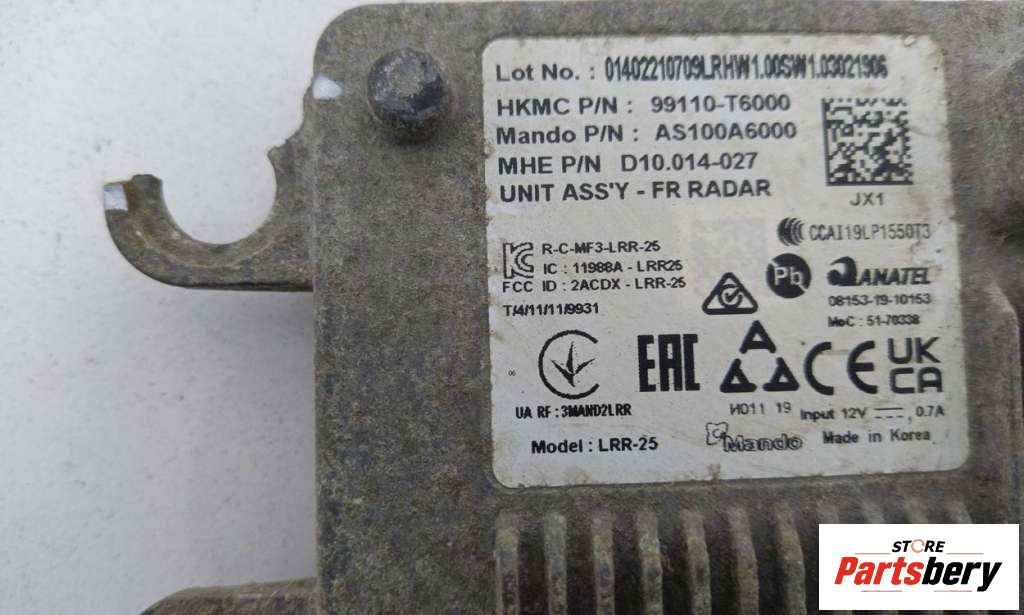 Lot No. : 01402210709LRHW1.00SW1.03021906
HKMC P/N : 99110-T6000
Mando P/N : AS100A6000
MHE P/N D10.014-027
UNIT ASS'Y - FR RADAR
JX1
R-C-MF3-LRR-25
IC : 11988A - LRR25
FCC ID : 2ACDX - LRR-25
T/4/11/11/9931
CCAI19LP1550T3
Pb
ANATEL
08153-19-10153
MoC : 51-70338
EAC
CE
UK
CA
UA RF : 3MAND2LRR
И011 19
Input 12V , 0.7A
Model : LRR-25
Mando
Made in Korea
STORE
Partsbery